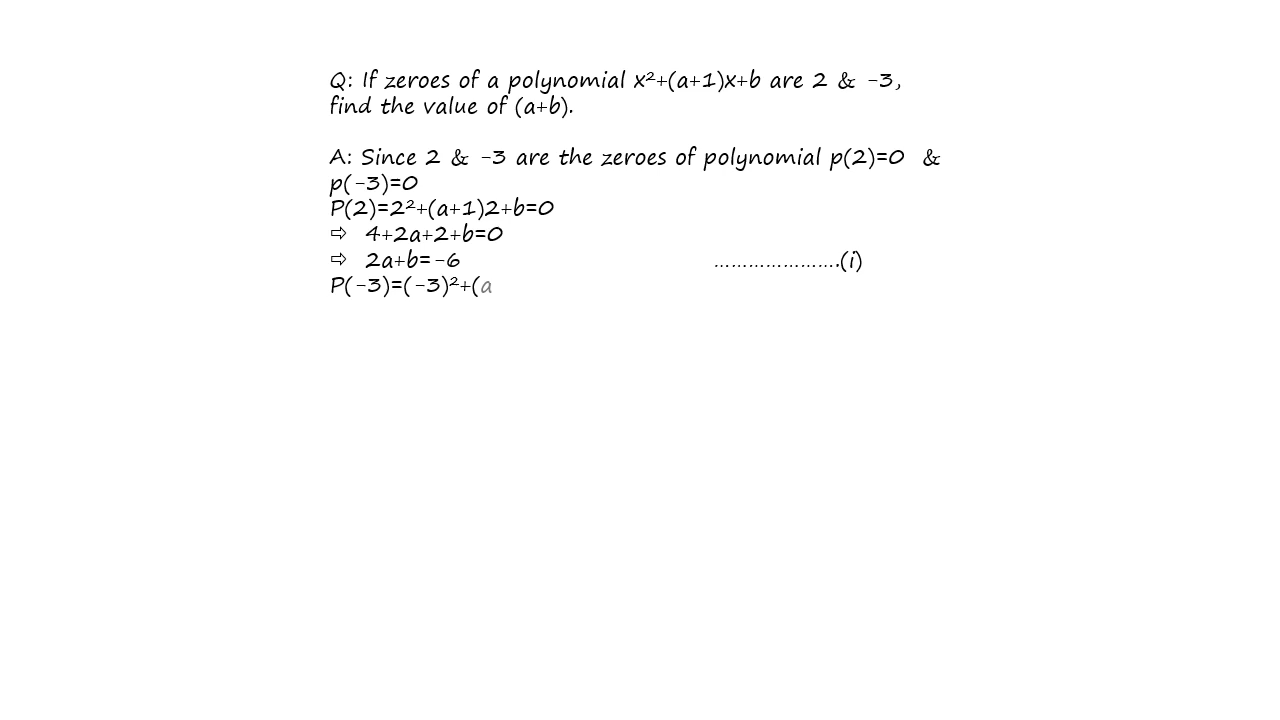 Q: If zeroes of a polynomial x²+(a+1)x+b are 2 & -3,
find the value of (a+b).
A: Since 2 & -3 are the zeroes of polynomial p(2)=0 &
p(-3)=0
P(2)=2²+(a+1)2+b=0
⇨ 4+2a+2+b=0
⇨ 2a+b=-6 ………………….(i)
P(-3)=(-3)²+(a